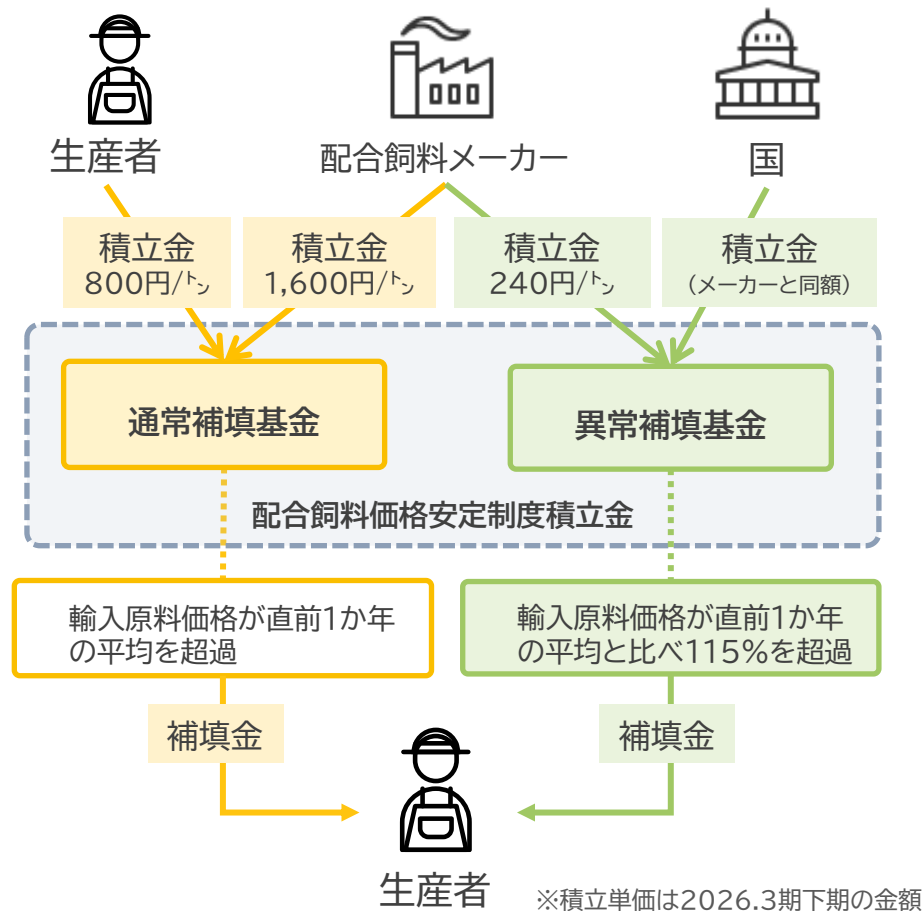 生産者
配合飼料メーカー
国
積立金
800円/㌧
積立金
1,600円/㌧
積立金
240円/㌧
積立金
(メーカーと同額)
通常補填基金
異常補填基金
配合飼料価格安定制度積立金
輸入原料価格が直前1か年
の平均を超過
輸入原料価格が直前1か年
の平均と比べ115%を超過
補填金
補填金
生産者
※積立単価は2026.3期下期の金額